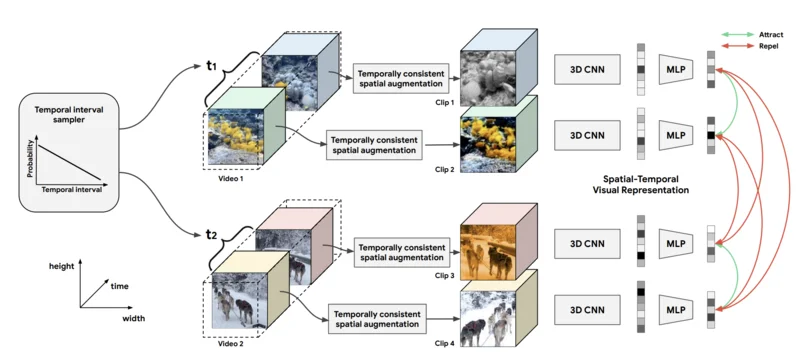 Attract
Repel
t1
Temporally consistent
spatial augmentation
Clip 1
3D CNN
MLP
Temporal interval
sampler
Probability
Temporal interval
Video 1
Temporally consistent
spatial augmentation
Clip 2
3D CNN
MLP
Spatial-Temporal
Visual Representation
t2
Temporally consistent
spatial augmentation
Clip 3
3D CNN
MLP
height
time
width
Video 2
Temporally consistent
spatial augmentation
Clip 4
3D CNN
MLP